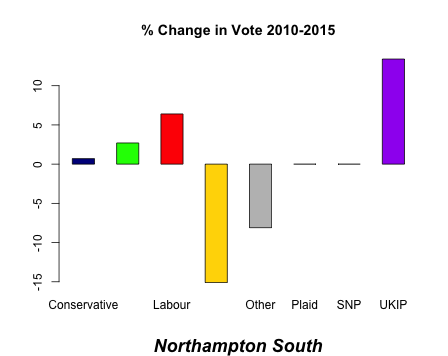 % Change in Vote 2010-2015
10
5
0
-5
-10
-15
Conservative Labour Other Plaid SNP UKIP
Northampton South